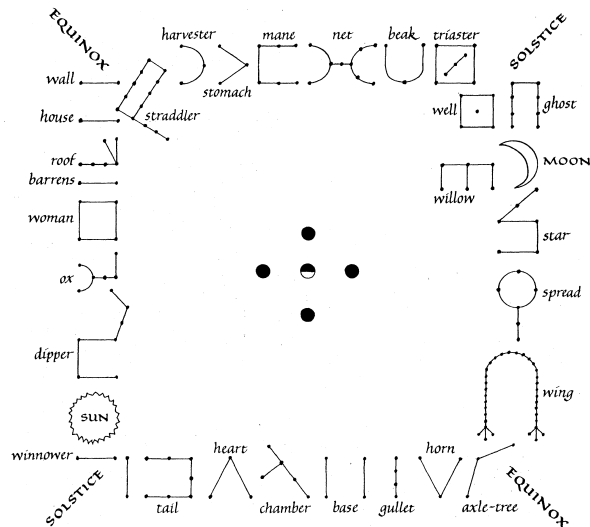 EQUINOX
harvester
mane
net
beak
triaster
SOLSTICE
stomach
wall
straddler
well
ghost
house
roof
MOON
barrens
willow
woman
star
ox
spread
dipper
wing
SUN
winnower
heart
horn
SOLSTICE
tail
chamber
base
gullet
axle-tree
EQUINOX